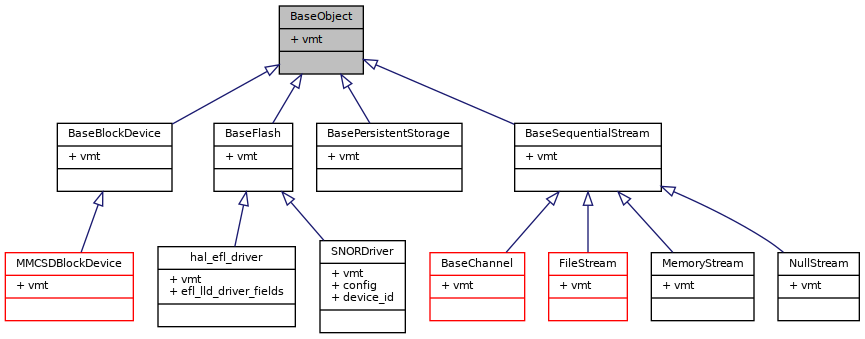 BaseObject
+ vmt
BaseBlockDevice
+ vmt
BaseFlash
+ vmt
BasePersistentStorage
+ vmt
BaseSequentialStream
+ vmt
MMCSDBlockDevice
+ vmt
hal_efl_driver
+ vmt
+ efl_lld_driver_fields
SNORDriver
+ vmt
+ config
+ device_id
BaseChannel
+ vmt
FileStream
+ vmt
MemoryStream
+ vmt
NullStream
+ vmt